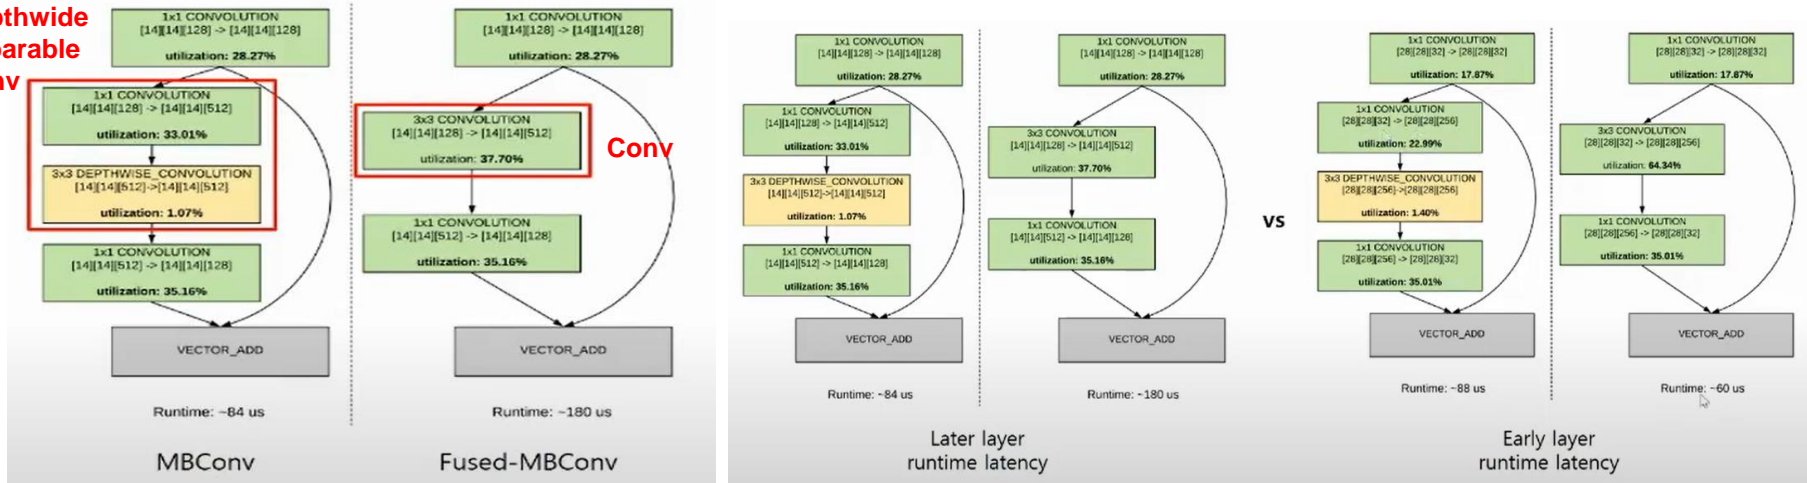 1x1 CONVOLUTION
[14][14][128] -> [14][14][128]
utilization: 28.27%
1x1 CONVOLUTION
[14][14][128] -> [14][14][512]
utilization: 33.01%
3x3 DEPTHWISE_CONVOLUTION
[14][14][512]->[14][14][512]
utilization: 1.07%
1x1 CONVOLUTION
[14][14][512] -> [14][14][128]
utilization: 35.16%
VECTOR_ADD
Runtime: ~84 us
MBConv
1x1 CONVOLUTION
[14][14][128] -> [14][14][128]
utilization: 28.27%
3x3 CONVOLUTION
[14][14][128] -> [14][14][512]
utilization: 37.70%
Conv
1x1 CONVOLUTION
[14][14][512] -> [14][14][128]
utilization: 35.16%
VECTOR_ADD
Runtime: ~180 us
Fused-MBConv
1x1 CONVOLUTION
[14][14][128] -> [14][14][128]
utilization: 28.27%
1x1 CONVOLUTION
[14][14][128] -> [14][14][512]
utilization: 33.01%
3x3 DEPTHWISE_CONVOLUTION
[14][14][512]->[14][14][512]
utilization: 1.07%
1x1 CONVOLUTION
[14][14][512] -> [14][14][128]
utilization: 35.16%
VECTOR_ADD
Runtime: ~84 us
1x1 CONVOLUTION
[14][14][128] -> [14][14][128]
utilization: 28.27%
3x3 CONVOLUTION
[14][14][128] -> [14][14][512]
utilization: 37.70%
1x1 CONVOLUTION
[14][14][512] -> [14][14][128]
utilization: 35.16%
VECTOR_ADD
Runtime: ~180 us
Later layer
runtime latency
vs
1x1 CONVOLUTION
[28][28][32] -> [28][28][32]
utilization: 17.87%
1x1 CONVOLUTION
[28][28][32] -> [28][28][256]
utilization: 22.99%
3x3 DEPTHWISE_CONVOLUTION
[28][28][256]->[28][28][256]
utilization: 1.40%
1x1 CONVOLUTION
[28][28][256] -> [28][28][32]
utilization: 35.01%
VECTOR_ADD
Runtime: ~88 us
1x1 CONVOLUTION
[28][28][32] -> [28][28][32]
utilization: 17.87%
3x3 CONVOLUTION
[28][28][32] -> [28][28][256]
utilization: 64.34%
1x1 CONVOLUTION
[28][28][256] -> [28][28][32]
utilization: 35.01%
VECTOR_ADD
Runtime: ~60 us
Early layer
runtime latency